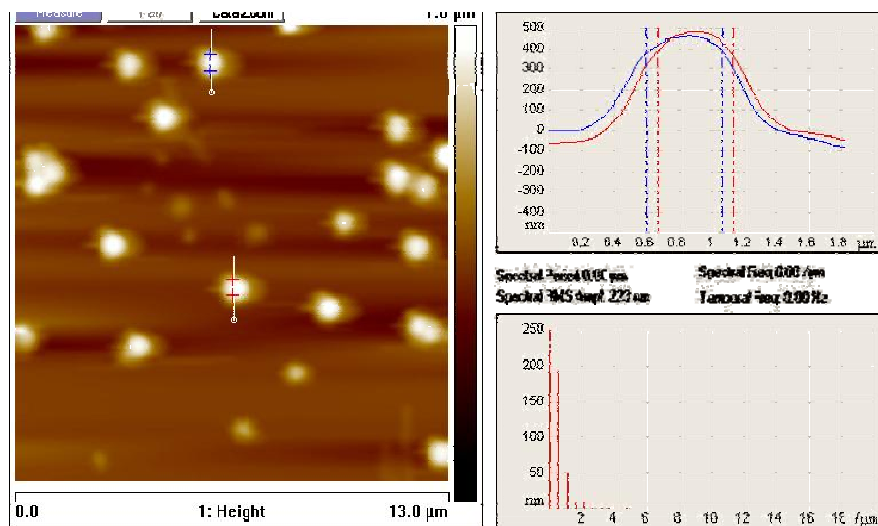 Measure
Data Zoom
1.0 µm
0.0 1: Height 13.0 µm
500
400
300
200
100
0
-100
-200
-300
-400
nm
0.2 0.4 0.6 0.8 1 1.2 1.4 1.6 µm
Spectral Period 0.00 µm Spectral Freq 0.00 /µm
Spectral RMS Ampl. nm Temporal Freq 0.00 Hz
250
200
150
100
50
nm
2 4 6 8 10 12 14 16 18 /µm